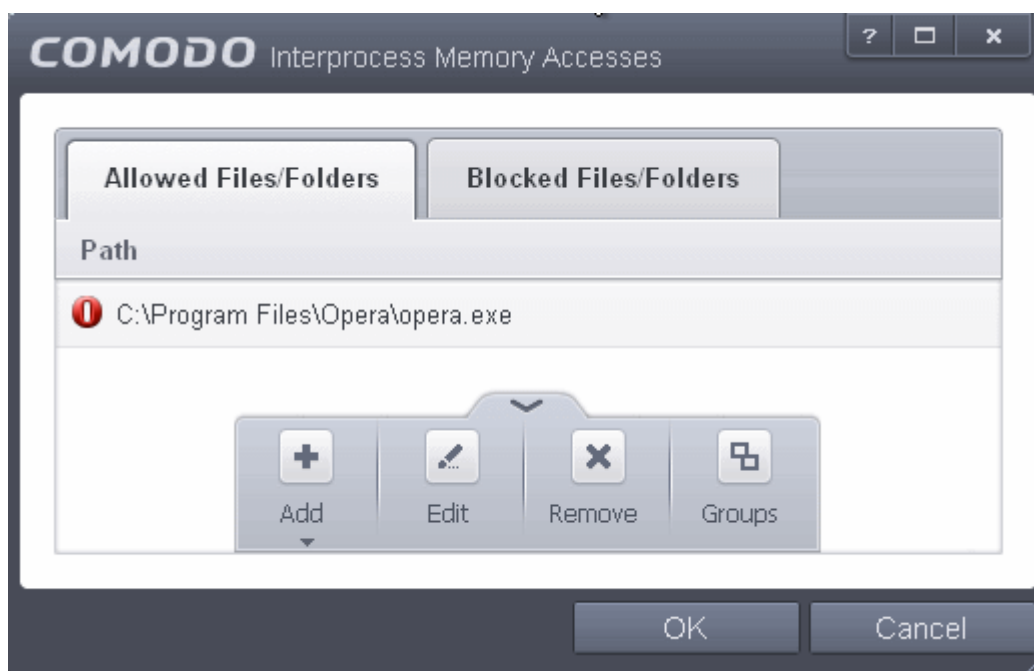 COMODO Interprocess Memory Accesses
?
Allowed Files/Folders Blocked Files/Folders
Path
C:\Program Files\Opera\opera.exe
Add Edit Remove Groups
OK Cancel